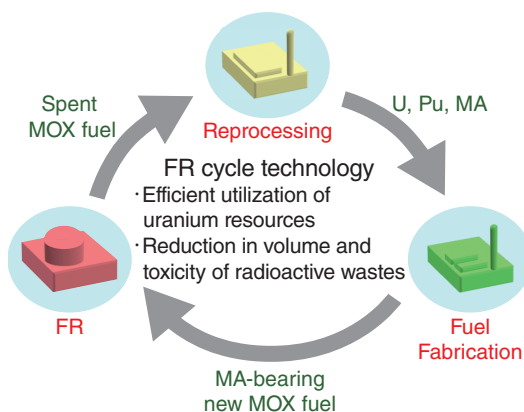 Spent
MOX fuel
Reprocessing
U, Pu, MA
FR cycle technology
·Efficient utilization of
uranium resources
·Reduction in volume and
toxicity of radioactive wastes
FR
Fuel
Fabrication
MA-bearing
new MOX fuel